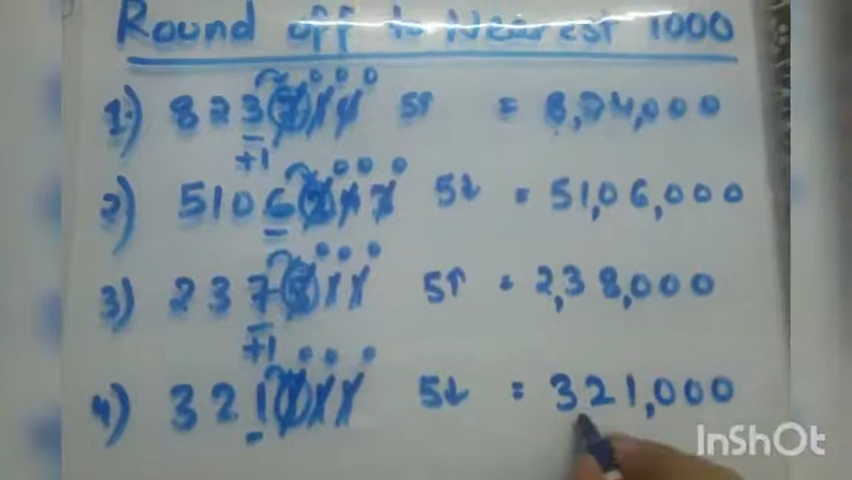 Round off to Nearest 1000
1.) 823 5↑ = 8,24,000
+1
2) 5106 5↓ = 51,06,000
3) 237 5↑ = 2,38,000
+1
4) 321 5↓ = 321,000
InShOt